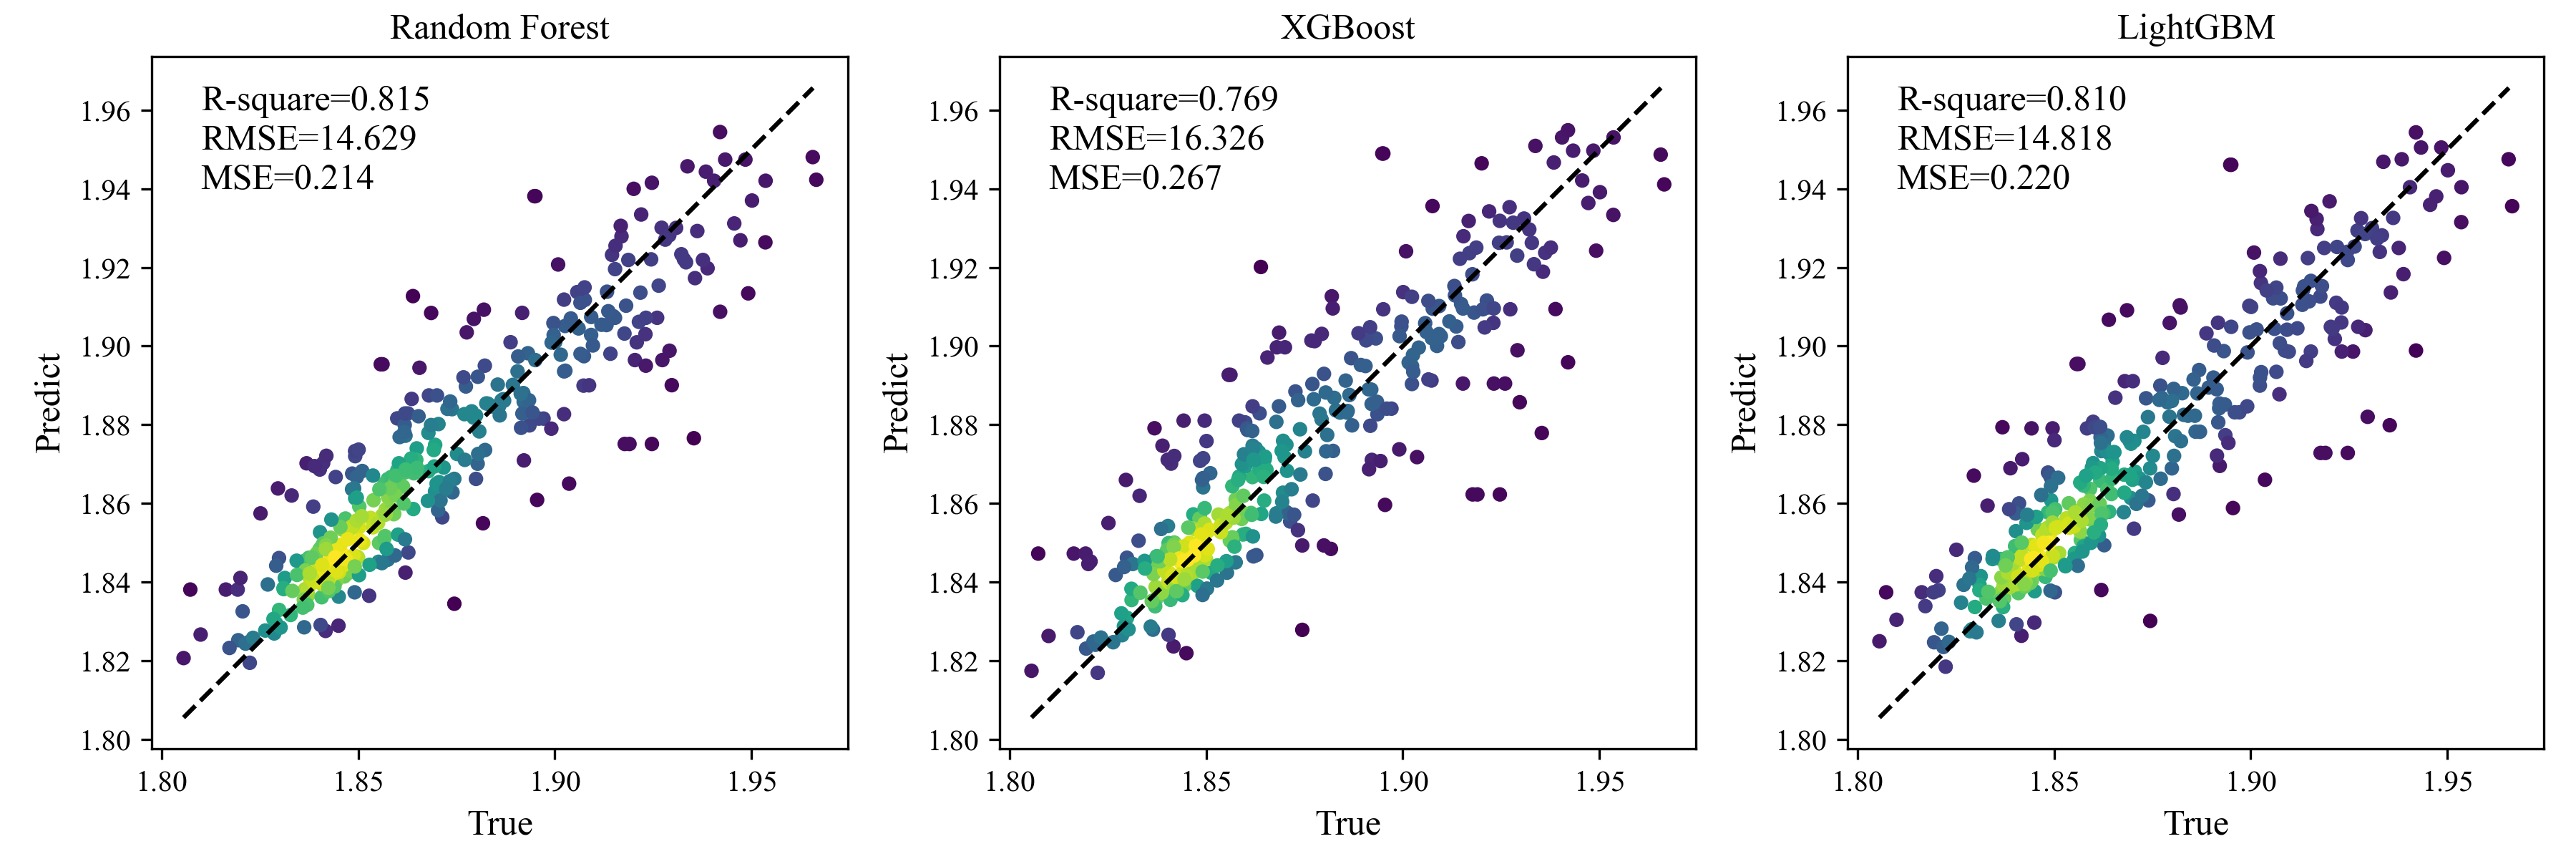 Random Forest
R-square=0.815
RMSE=14.629
MSE=0.214
1.96
1.94
1.92
1.90
1.88
1.86
1.84
1.82
1.80
Predict
1.80 1.85 1.90 1.95
True
XGBoost
R-square=0.769
RMSE=16.326
MSE=0.267
1.96
1.94
1.92
1.90
1.88
1.86
1.84
1.82
1.80
Predict
1.80 1.85 1.90 1.95
True
LightGBM
R-square=0.810
RMSE=14.818
MSE=0.220
1.96
1.94
1.92
1.90
1.88
1.86
1.84
1.82
1.80
Predict
1.80 1.85 1.90 1.95
True